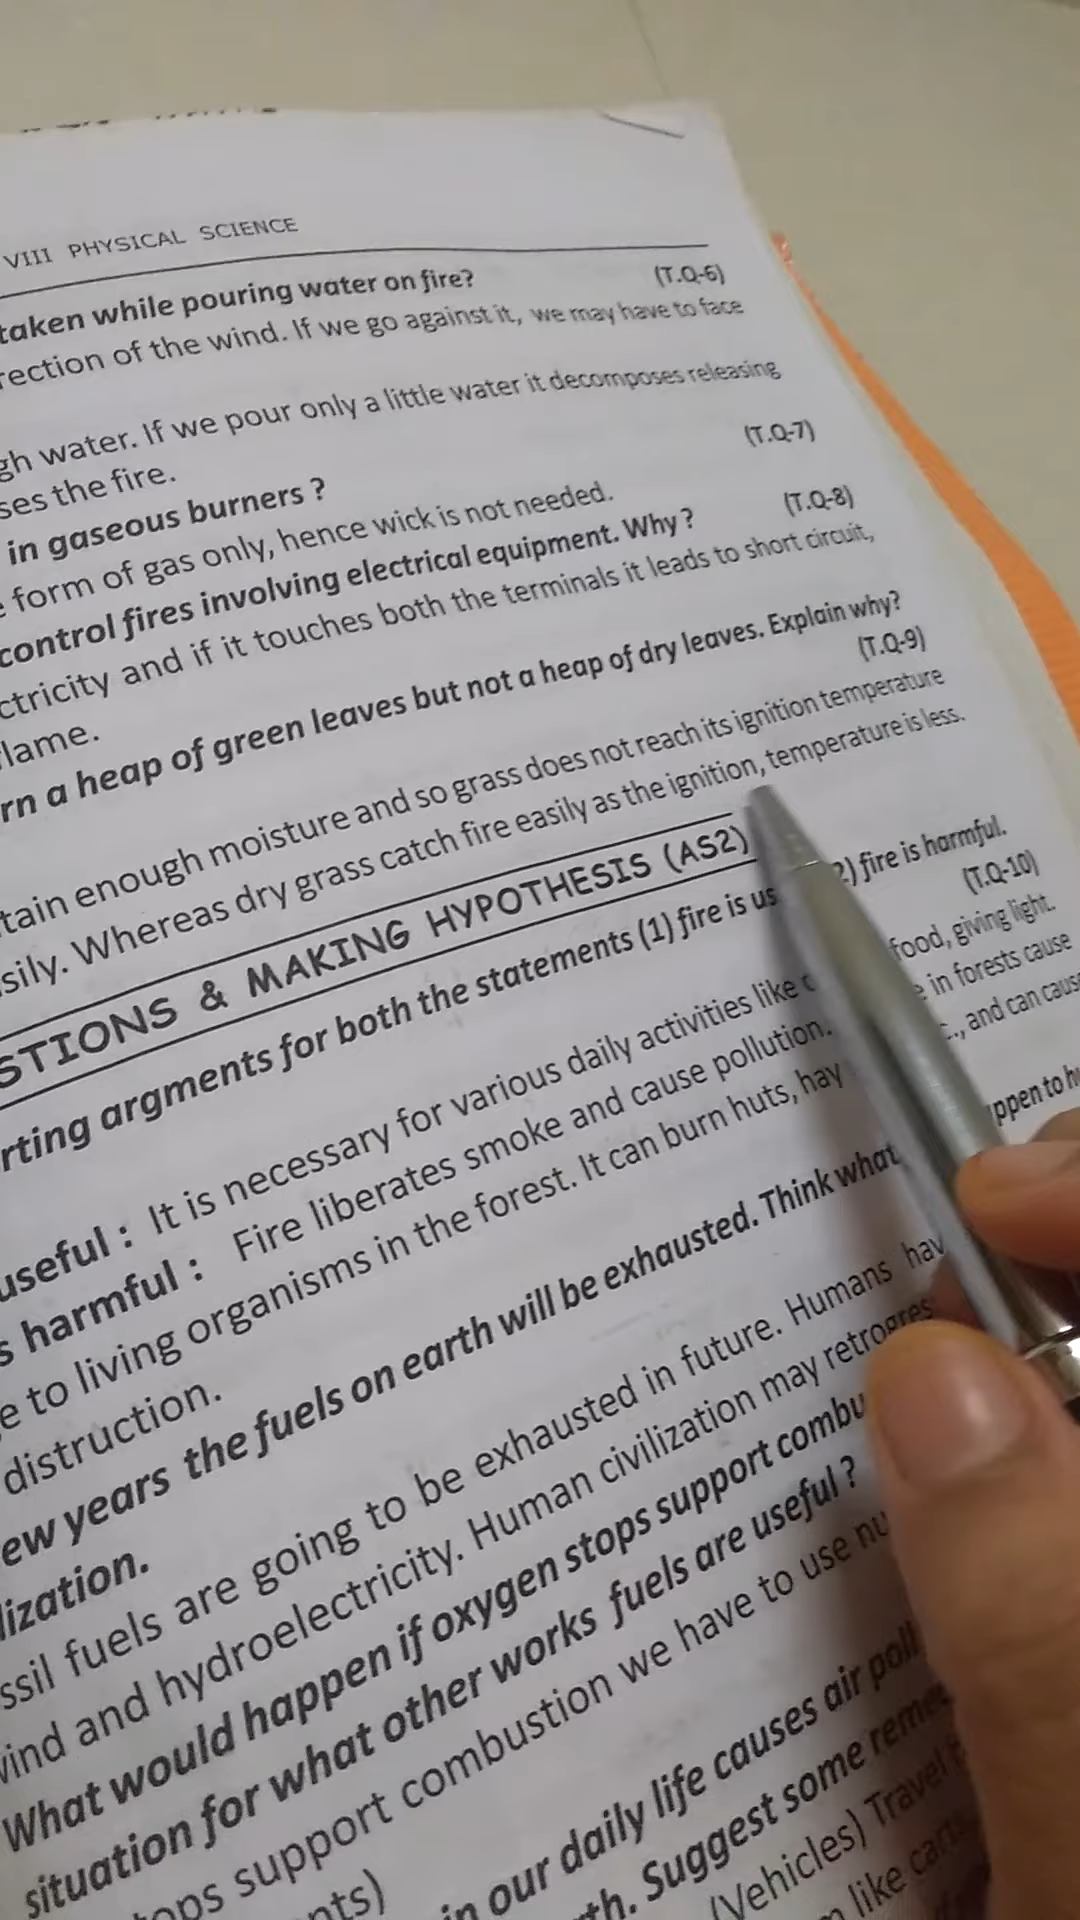 VIII PHYSICAL SCIENCE
taken while pouring water on fire? (T.Q-6)
rection of the wind. If we go against it, we may have to face
gh water. If we pour only a little water it decomposes releasing
ses the fire.
in gaseous burners ? (T.Q-7)
form of gas only, hence wick is not needed.
control fires involving electrical equipment. Why ? (T.Q-8)
ctricity and if it touches both the terminals it leads to short circuit,
lame.
rn a heap of green leaves but not a heap of dry leaves. Explain why?
(T.Q-9)
tain enough moisture and so grass does not reach its ignition temperature
sily. Whereas dry grass catch fire easily as the ignition, temperature is less.
STIONS & MAKING HYPOTHESIS (AS2)
rting argments for both the statements (1) fire is us 2) fire is harmful.
(T.Q-10)
useful : It is necessary for various daily activities like c food, giving light.
s harmful : Fire liberates smoke and cause pollution. e in forests cause
e to living organisms in the forest. It can burn huts, hay c., and can cause
distruction.
ew years the fuels on earth will be exhausted. Think what appen to hu
lization.
ssil fuels are going to be exhausted in future. Humans hav
ind and hydroelectricity. Human civilization may retrogres
What would happen if oxygen stops support combu
situation for what other works fuels are useful ?
ops support combustion we have to use nu
nts)
in our daily life causes air poll
rth. Suggest some reme
(Vehicles) Travel
like carts